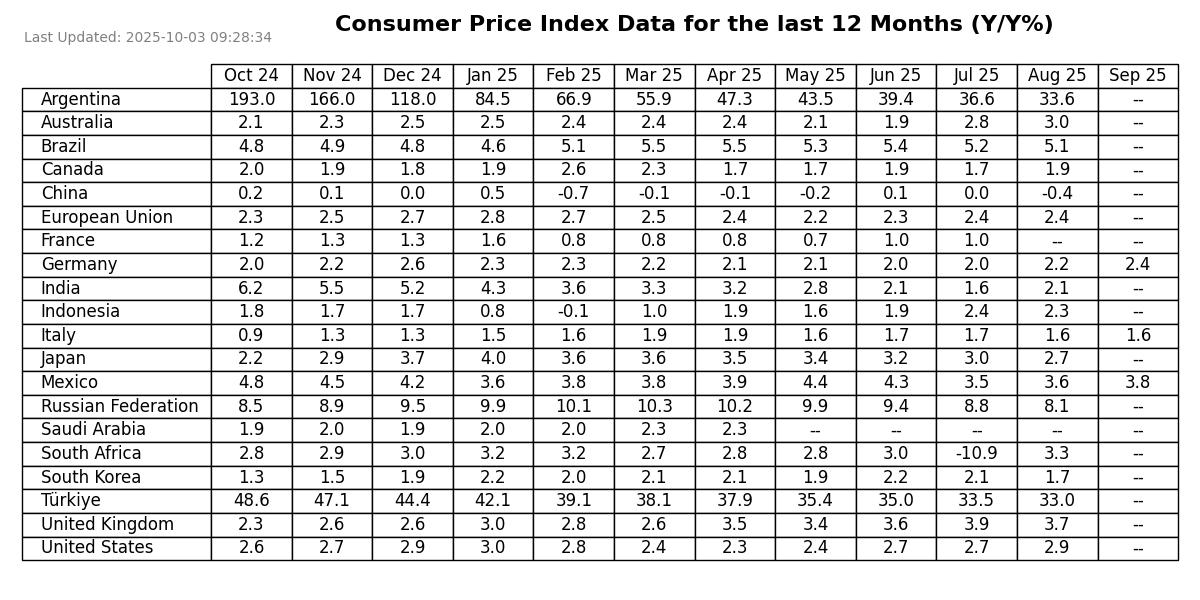 Consumer Price Index Data for the last 12 Months (Y/Y%)
Last Updated: 2025-10-03 09:28:34
Oct 24 Nov 24 Dec 24 Jan 25 Feb 25 Mar 25 Apr 25 May 25 Jun 25 Jul 25 Aug 25 Sep 25
Argentina 193.0 166.0 118.0 84.5 66.9 55.9 47.3 43.5 39.4 36.6 33.6 --
Australia 2.1 2.3 2.5 2.5 2.4 2.4 2.4 2.1 1.9 2.8 3.0 --
Brazil 4.8 4.9 4.8 4.6 5.1 5.5 5.5 5.3 5.4 5.2 5.1 --
Canada 2.0 1.9 1.8 1.9 2.6 2.3 1.7 1.7 1.9 1.7 1.9 --
China 0.2 0.1 0.0 0.5 -0.7 -0.1 -0.1 -0.2 0.1 0.0 -0.4 --
European Union 2.3 2.5 2.7 2.8 2.7 2.5 2.4 2.2 2.3 2.4 2.4 --
France 1.2 1.3 1.3 1.6 0.8 0.8 0.8 0.7 1.0 1.0 -- --
Germany 2.0 2.2 2.6 2.3 2.3 2.2 2.1 2.1 2.0 2.0 2.2 2.4
India 6.2 5.5 5.2 4.3 3.6 3.3 3.2 2.8 2.1 1.6 2.1 --
Indonesia 1.8 1.7 1.7 0.8 -0.1 1.0 1.9 1.6 1.9 2.4 2.3 --
Italy 0.9 1.3 1.3 1.5 1.6 1.9 1.9 1.6 1.7 1.7 1.6 1.6
Japan 2.2 2.9 3.7 4.0 3.6 3.6 3.5 3.4 3.2 3.0 2.7 --
Mexico 4.8 4.5 4.2 3.6 3.8 3.8 3.9 4.4 4.3 3.5 3.6 3.8
Russian Federation 8.5 8.9 9.5 9.9 10.1 10.3 10.2 9.9 9.4 8.8 8.1 --
Saudi Arabia 1.9 2.0 1.9 2.0 2.0 2.3 2.3 -- -- -- -- --
South Africa 2.8 2.9 3.0 3.2 3.2 2.7 2.8 2.8 3.0 -10.9 3.3 --
South Korea 1.3 1.5 1.9 2.2 2.0 2.1 2.1 1.9 2.2 2.1 1.7 --
Türkiye 48.6 47.1 44.4 42.1 39.1 38.1 37.9 35.4 35.0 33.5 33.0 --
United Kingdom 2.3 2.6 2.6 3.0 2.8 2.6 3.5 3.4 3.6 3.9 3.7 --
United States 2.6 2.7 2.9 3.0 2.8 2.4 2.3 2.4 2.7 2.7 2.9 --